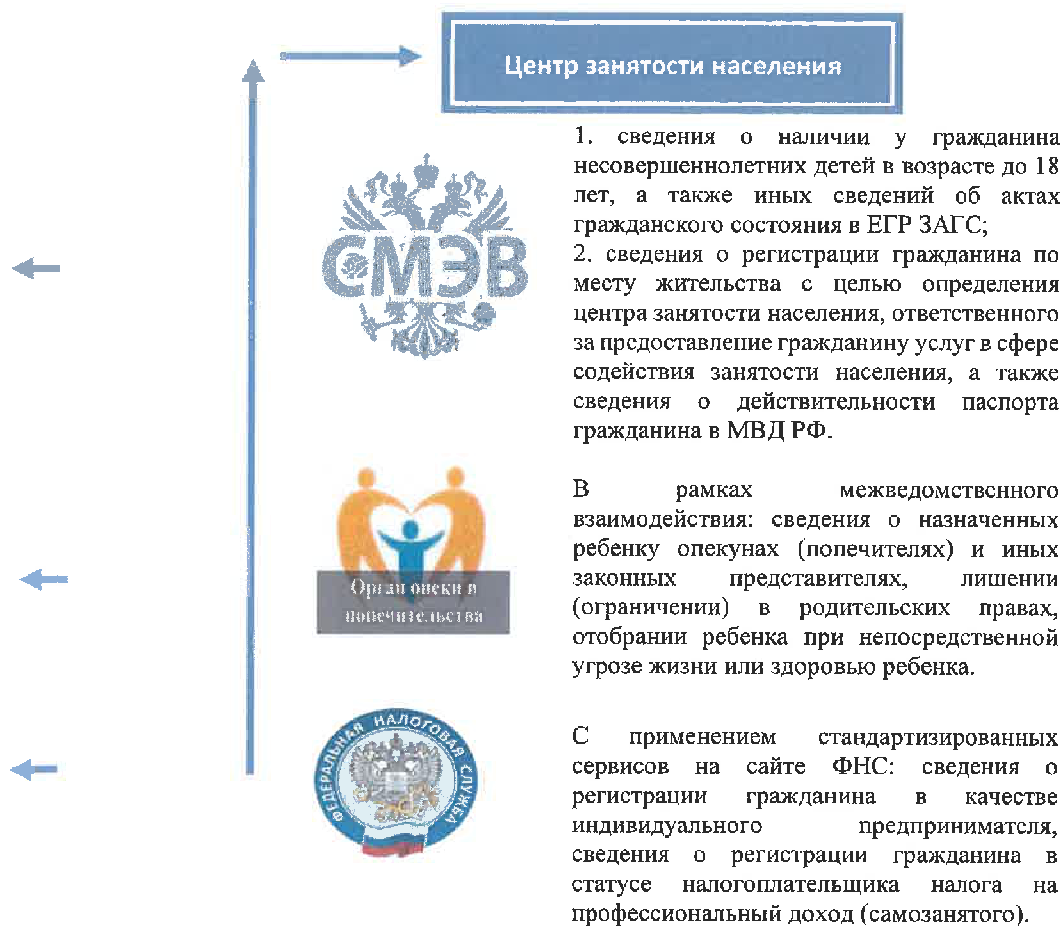 Центр занятости населения
1. сведения о наличии у гражданина
несовершеннолетних детей в возрасте до 18
лет, а также иных сведений об актах
гражданского состояния в ЕГР ЗАГС;
2. сведения о регистрации гражданина по
месту жительства с целью определения
центра занятости населения, ответственного
за предоставление гражданину услуг в сфере
содействия занятости населения, а также
сведения о действительности паспорта
гражданина в МВД РФ.
СМЭВ
В рамках межведомственного
взаимодействия: сведения о назначенных
ребенку опекунах (попечителях) и иных
законных представителях, лишении
(ограничении) в родительских правах,
отобрании ребенка при непосредственной
угрозе жизни или здоровью ребенка.
Орган опеки и
попечительства
С применением стандартизированных
сервисов на сайте ФНС: сведения о
регистрации гражданина в качестве
индивидуального предпринимателя,
сведения о регистрации гражданина в
статусе налогоплательщика налога на
профессиональный доход (самозанятого).
ФЕДЕРАЛЬНАЯ НАЛОГОВАЯ СЛУЖБА